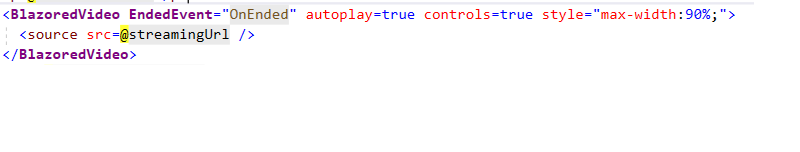 <BlazoredVideo EndedEvent="OnEnded" autoplay=true controls=true style="max-width:90%;">
<source src=@streamingUrl />
</BlazoredVideo>